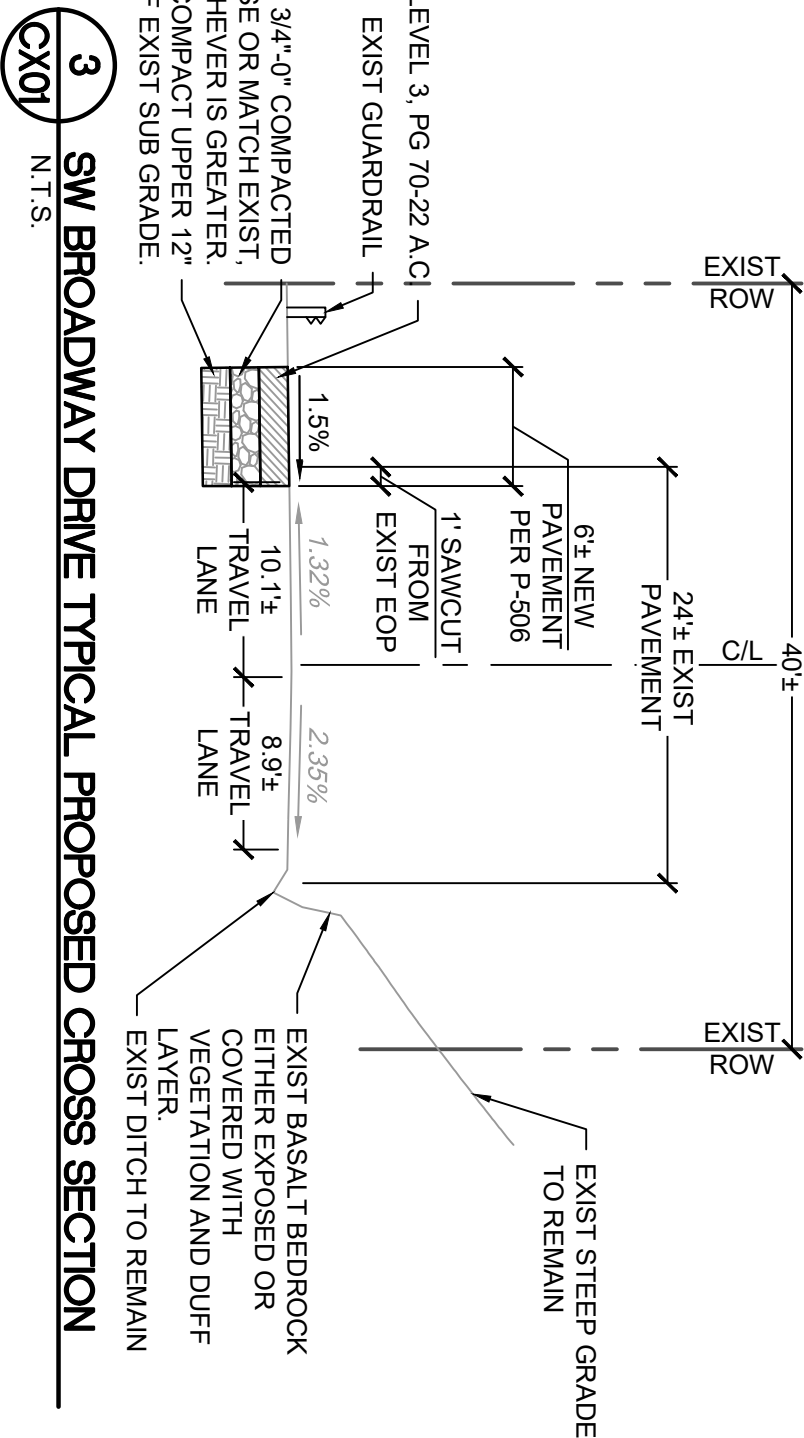 EXIST
ROW
40'±
EXIST
ROW
C/L
24'± EXIST
PAVEMENT
6'± NEW
PAVEMENT
PER P-506
1' SAWCUT
FROM
EXIST EOP
LEVEL 3, PG 70-22 A.C.
EXIST GUARDRAIL
3/4"-0" COMPACTED
SE OR MATCH EXIST,
HEVER IS GREATER.
COMPACT UPPER 12"
F EXIST SUB GRADE.
1.5%
1.32%
2.35%
10.1'±
TRAVEL
LANE
8.9'±
TRAVEL
LANE
EXIST STEEP GRADE
TO REMAIN
EXIST BASALT BEDROCK
EITHER EXPOSED OR
COVERED WITH
VEGETATION AND DUFF
LAYER.
EXIST DITCH TO REMAIN
3
CX01
SW BROADWAY DRIVE TYPICAL PROPOSED CROSS SECTION
N.T.S.